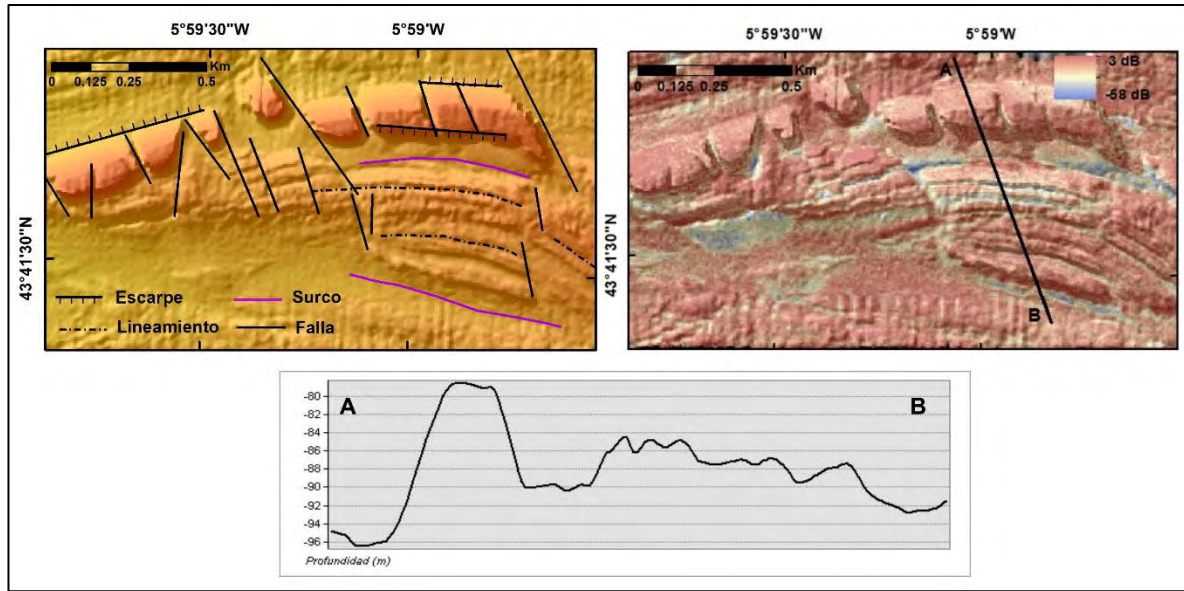 5°59'30"W
5°59'W
Km
0 0.125 0.25 0.5
43°41'30"N
Escarpe
Surco
Lineamiento
Falla
5°59'30"W
5°59'W
Km
0 0.125 0.25 0.5
3 dB
-58 dB
A
B
43°41'30"N
A
B
-80
-82
-84
-86
-88
-90
-92
-94
-96
Profundidad (m)